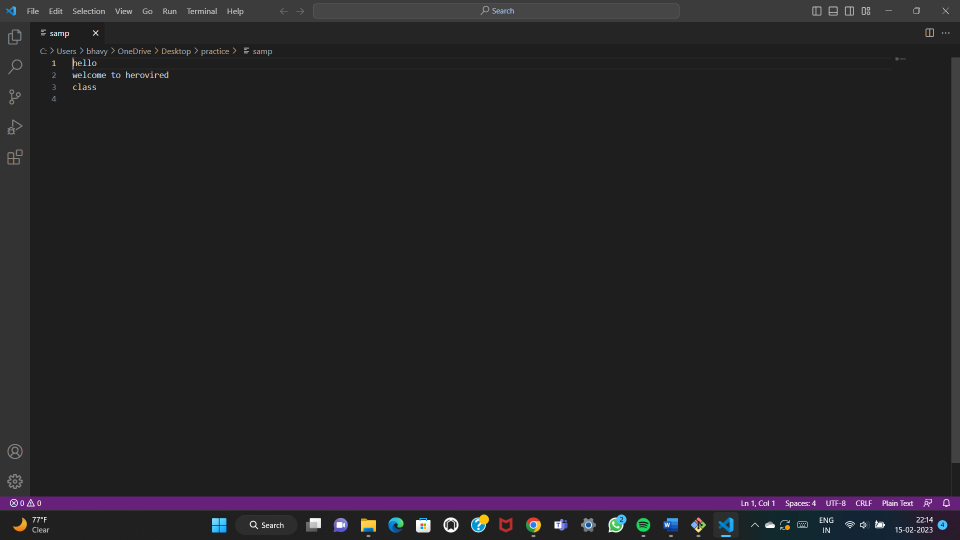 File Edit Selection View Go Run Terminal Help
Search
samp
C: > Users > bhavy > OneDrive > Desktop > practice > samp
1 hello
2 welcome to herovired
3 class
4
0 0
Ln 1, Col 1 Spaces: 4 UTF-8 CRLF Plain Text
77°F
Clear
Search
2
ENG
IN
22:14
15-02-2023
4